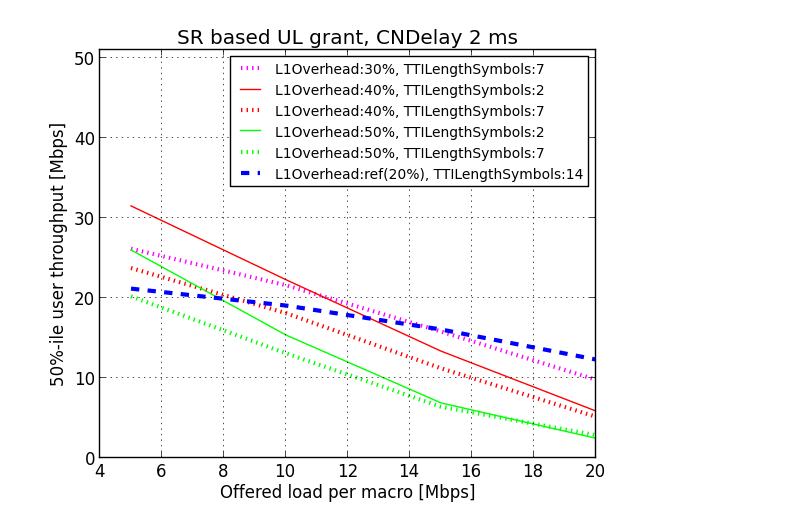 SR based UL grant, CNDelay 2 ms
50%-ile user throughput [Mbps]
50
40
30
20
10
0
L1Overhead:30%, TTILengthSymbols:7
L1Overhead:40%, TTILengthSymbols:2
L1Overhead:40%, TTILengthSymbols:7
L1Overhead:50%, TTILengthSymbols:2
L1Overhead:50%, TTILengthSymbols:7
L1Overhead:ref(20%), TTILengthSymbols:14
4 6 8 10 12 14 16 18 20
Offered load per macro [Mbps]